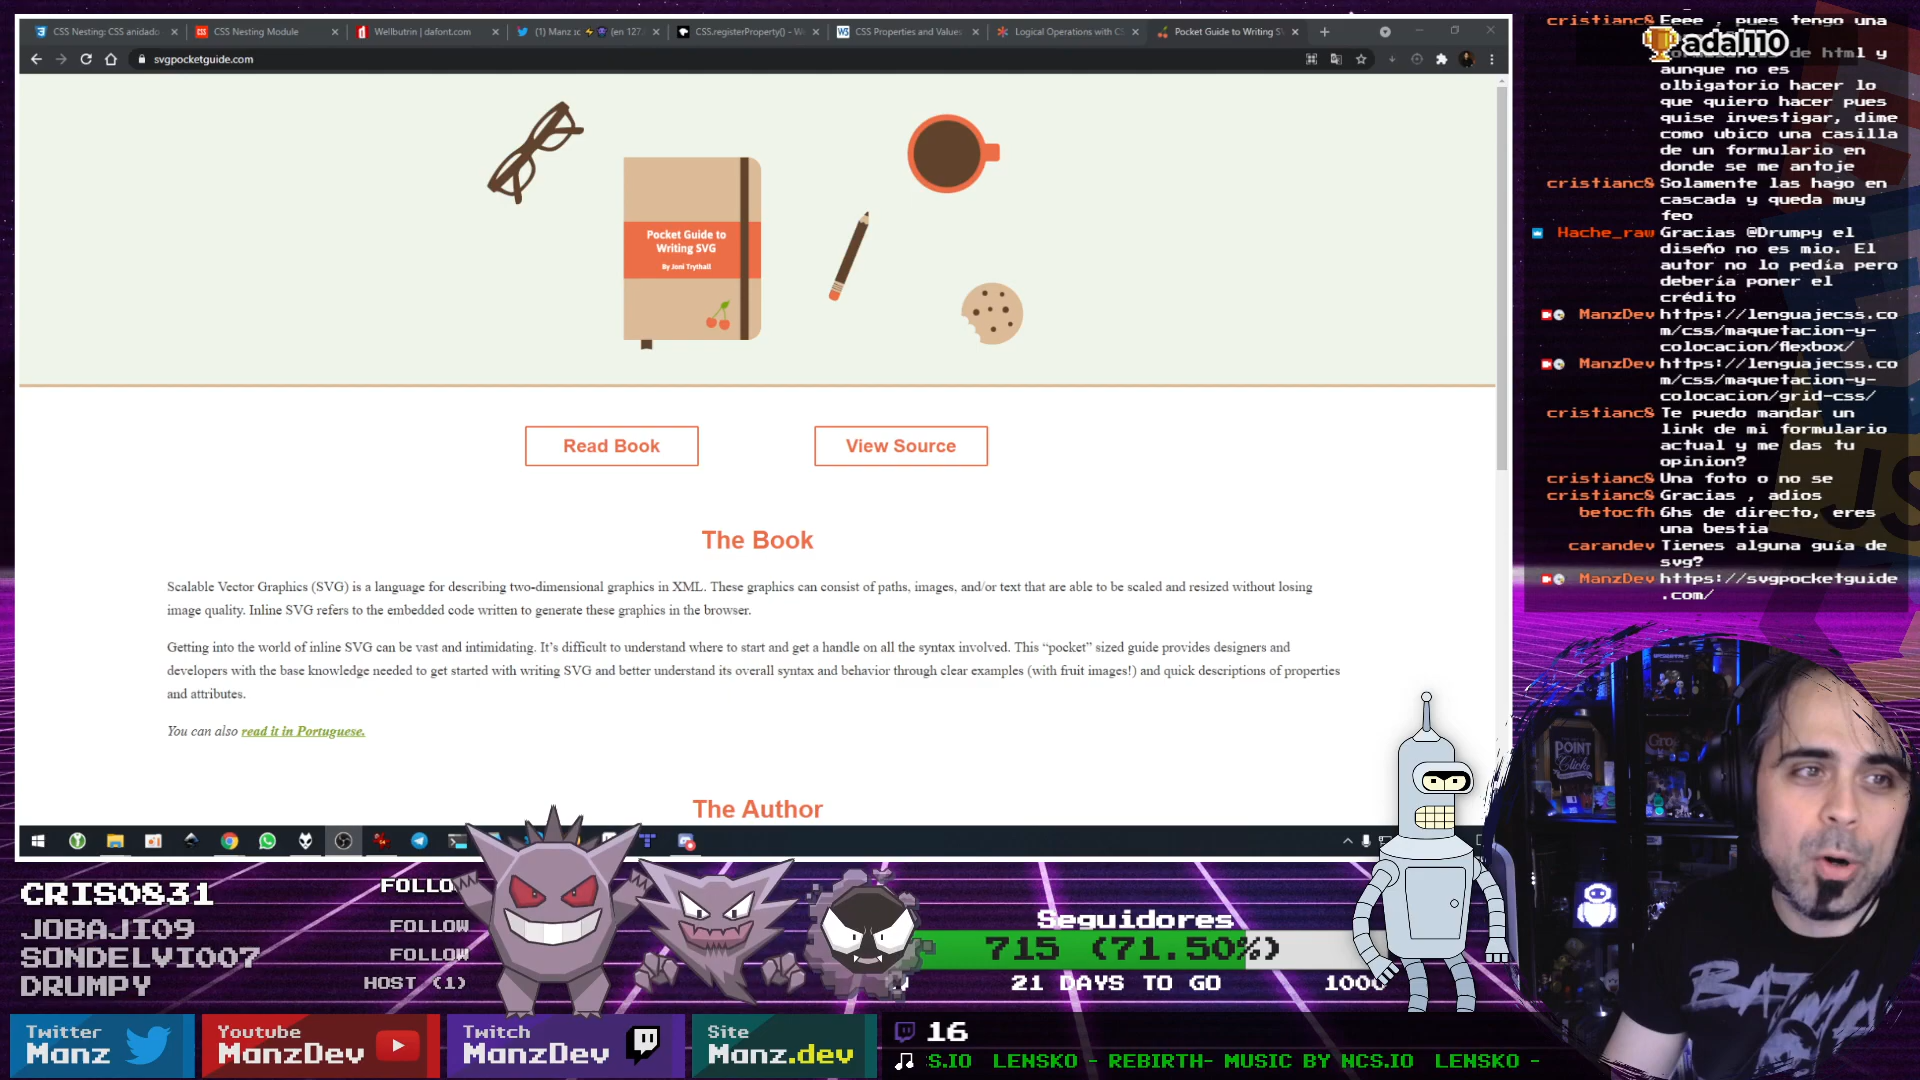 CSS Nesting: CSS anidado
CSS Nesting Module
Wellbutrin | dafont.com
(1) Manz
(en 127.
CSS.registerProperty() - W
CSS Properties and Values
Logical Operations with CS
Pocket Guide to Writing S
svgpocketguide.com
Pocket Guide to
Writing SVG
By Joni Trythall
Read Book
View Source
The Book
Scalable Vector Graphics (SVG) is a language for describing two-dimensional graphics in XML. These graphics can consist of paths, images, and/or text that are able to be scaled and resized without losing
image quality. Inline SVG refers to the embedded code written to generate these graphics in the browser.
Getting into the world of inline SVG can be vast and intimidating. It's difficult to understand where to start and get a handle on all the syntax involved. This “pocket” sized guide provides designers and
developers with the base knowledge needed to get started with writing SVG and better understand its overall syntax and behavior through clear examples (with fruit images!) and quick descriptions of properties
and attributes.
You can also read it in Portuguese.
The Author
cristianc8 Eeee , pues tengo una
adal110
de html y
aunque no es
olbigatorio hacer lo
que quiero hacer pues
quise investigar, dime
como ubico una casilla
de un formulario en
donde se me antoje
cristianc8 Solamente las hago en
cascada y queda muy
feo
Hache_raw Gracias @Drumpy el
diseño no es mio. El
autor no lo pedía pero
debería poner el
crédito
ManzDev https://lenguajecss.co
m/css/maquetacion-y-
colocacion/flexbox/
ManzDev https://lenguajecss.co
m/css/maquetacion-y-
colocacion/grid-css/
cristianc8 Te puedo mandar un
link de mi formulario
actual y me das tu
opinion?
cristianc8 Una foto o no se
cristianc8 Gracias , adios
betocfh 6hs de directo, eres
una bestia
carandev Tienes alguna guía de
svg?
ManzDev https://svgpocketguide
.com/
JS
POINT
Click
CRISO831 FOLLO
JOBAJI09 FOLLOW
SONDELVI007 FOLLOW
DRUMPY HOST (1)
Seguidores
715 (71.50%)
21 DAYS TO GO 1000
Twitter
Manz
Youtube
ManzDev
Twitch
ManzDev
Site
Manz.dev
16
S.IO LENSKO - REBIRTH- MUSIC BY NCS.IO LENSKO -